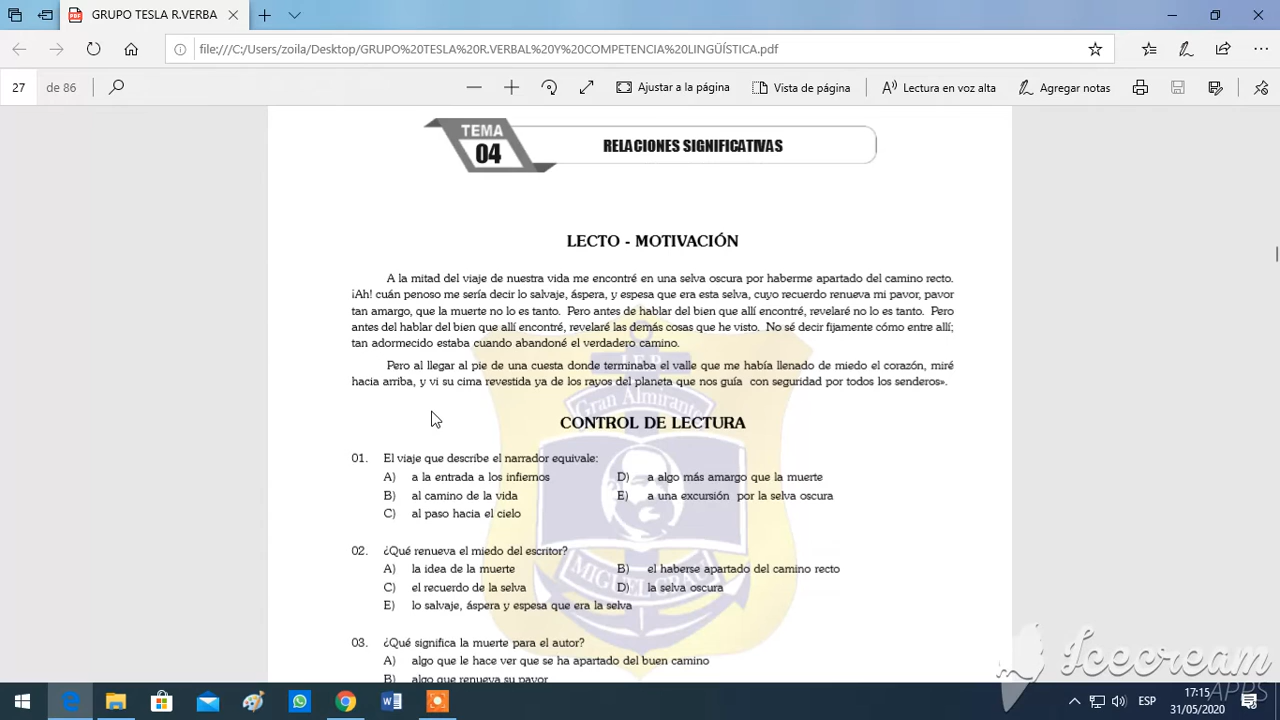 GRUPO TESLA R.VERBA
file:///C:/Users/zoila/Desktop/GRUPO%20TESLA%20R.VERBAL%20Y%20COMPETENCIA%20LINGÜÍSTICA.pdf
27 de 86
Ajustar a la página
Vista de página
Lectura en voz alta
Agregar notas
TEMA
04
RELACIONES SIGNIFICATIVAS
LECTO - MOTIVACIÓN
A la mitad del viaje de nuestra vida me encontré en una selva oscura por haberme apartado del camino recto.
¡Ah! cuán penoso me sería decir lo salvaje, áspera, y espesa que era esta selva, cuyo recuerdo renueva mi pavor, pavor
tan amargo, que la muerte no lo es tanto. Pero antes de hablar del bien que allí encontré, revelaré no lo es tanto. Pero
antes del hablar del bien que allí encontré, revelaré las demás cosas que he visto. No sé decir fijamente cómo entre allí;
tan adormecido estaba cuando abandoné el verdadero camino.
Pero al llegar al pie de una cuesta donde terminaba el valle que me había llenado de miedo el corazón, miré
hacia arriba, y vi su cima revestida ya de los rayos del planeta que nos guía con seguridad por todos los senderos».
I.E.P.
Gran Almirante
CONTROL DE LECTURA
01. El viaje que describe el narrador equivale:
A) a la entrada a los infiernos
D) a algo más amargo que la muerte
B) al camino de la vida
E) a una excursión por la selva oscura
C) al paso hacia el cielo
02. ¿Qué renueva el miedo del escritor?
A) la idea de la muerte
B) el haberse apartado del camino recto
C) el recuerdo de la selva
D) la selva oscura
E) lo salvaje, áspera y espesa que era la selva
MIGUEL GRAU
03. ¿Qué significa la muerte para el autor?
A) algo que le hace ver que se ha apartado del buen camino
B) algo que renueva su pavor
Icecream
APPS
ESP
17:15
31/05/2020